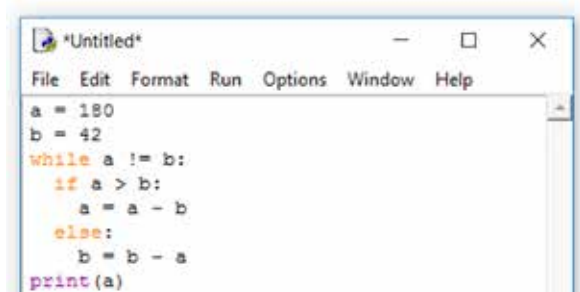 *Untitled*
File Edit Format Run Options Window Help
a = 180
b = 42
while a != b:
  if a > b:
    a = a - b
  else:
    b = b - a
print(a)